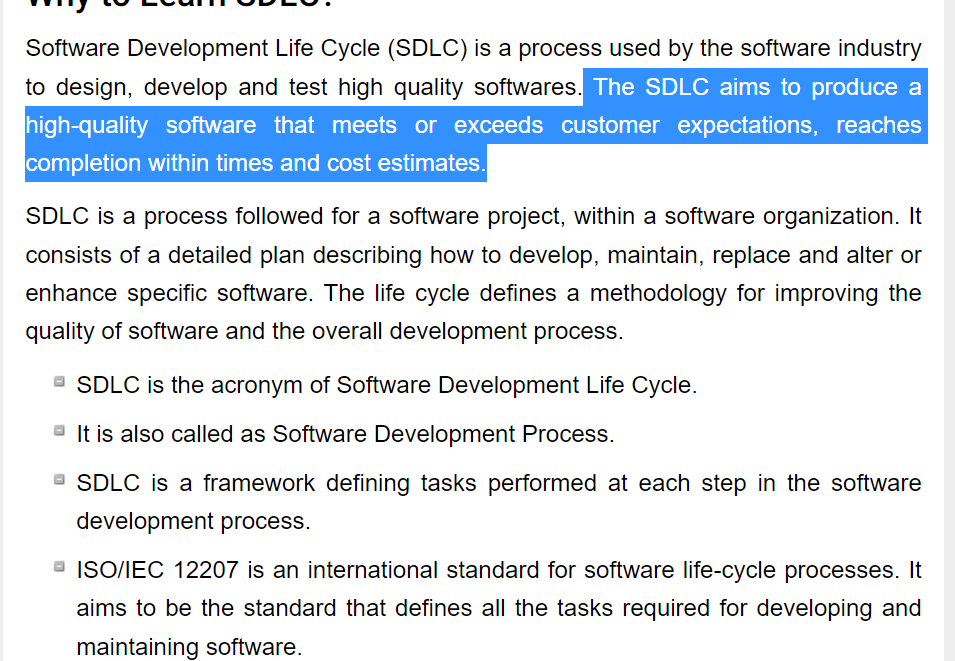 Why to Learn SDLC?
Software Development Life Cycle (SDLC) is a process used by the software industry
to design, develop and test high quality softwares. The SDLC aims to produce a
high-quality software that meets or exceeds customer expectations, reaches
completion within times and cost estimates.
SDLC is a process followed for a software project, within a software organization. It
consists of a detailed plan describing how to develop, maintain, replace and alter or
enhance specific software. The life cycle defines a methodology for improving the
quality of software and the overall development process.
SDLC is the acronym of Software Development Life Cycle.
It is also called as Software Development Process.
SDLC is a framework defining tasks performed at each step in the software
development process.
ISO/IEC 12207 is an international standard for software life-cycle processes. It
aims to be the standard that defines all the tasks required for developing and
maintaining software.